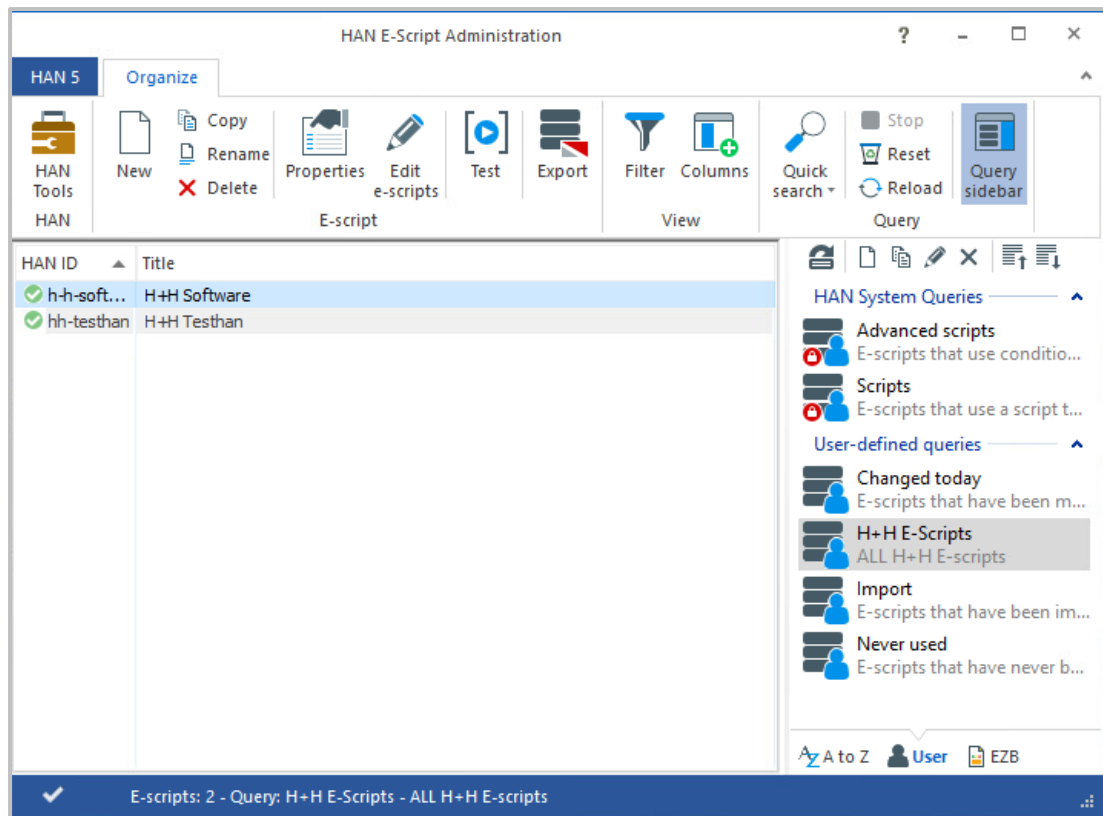 HAN E-Script Administration
?
HAN 5 Organize
HAN Tools
New
Copy
Rename
Delete
Properties
Edit e-scripts
Test
Export
Filter
Columns
Quick search
Stop
Reset
Reload
Query sidebar
HAN
E-script
View
Query
HAN ID Title
h-h-soft... H+H Software
hh-testhan H+H Testhan
HAN System Queries
Advanced scripts
E-scripts that use conditio...
Scripts
E-scripts that use a script t...
User-defined queries
Changed today
E-scripts that have been m...
H+H E-Scripts
ALL H+H E-scripts
Import
E-scripts that have been im...
Never used
E-scripts that have never b...
A to Z User EZB
E-scripts: 2 - Query: H+H E-Scripts - ALL H+H E-scripts